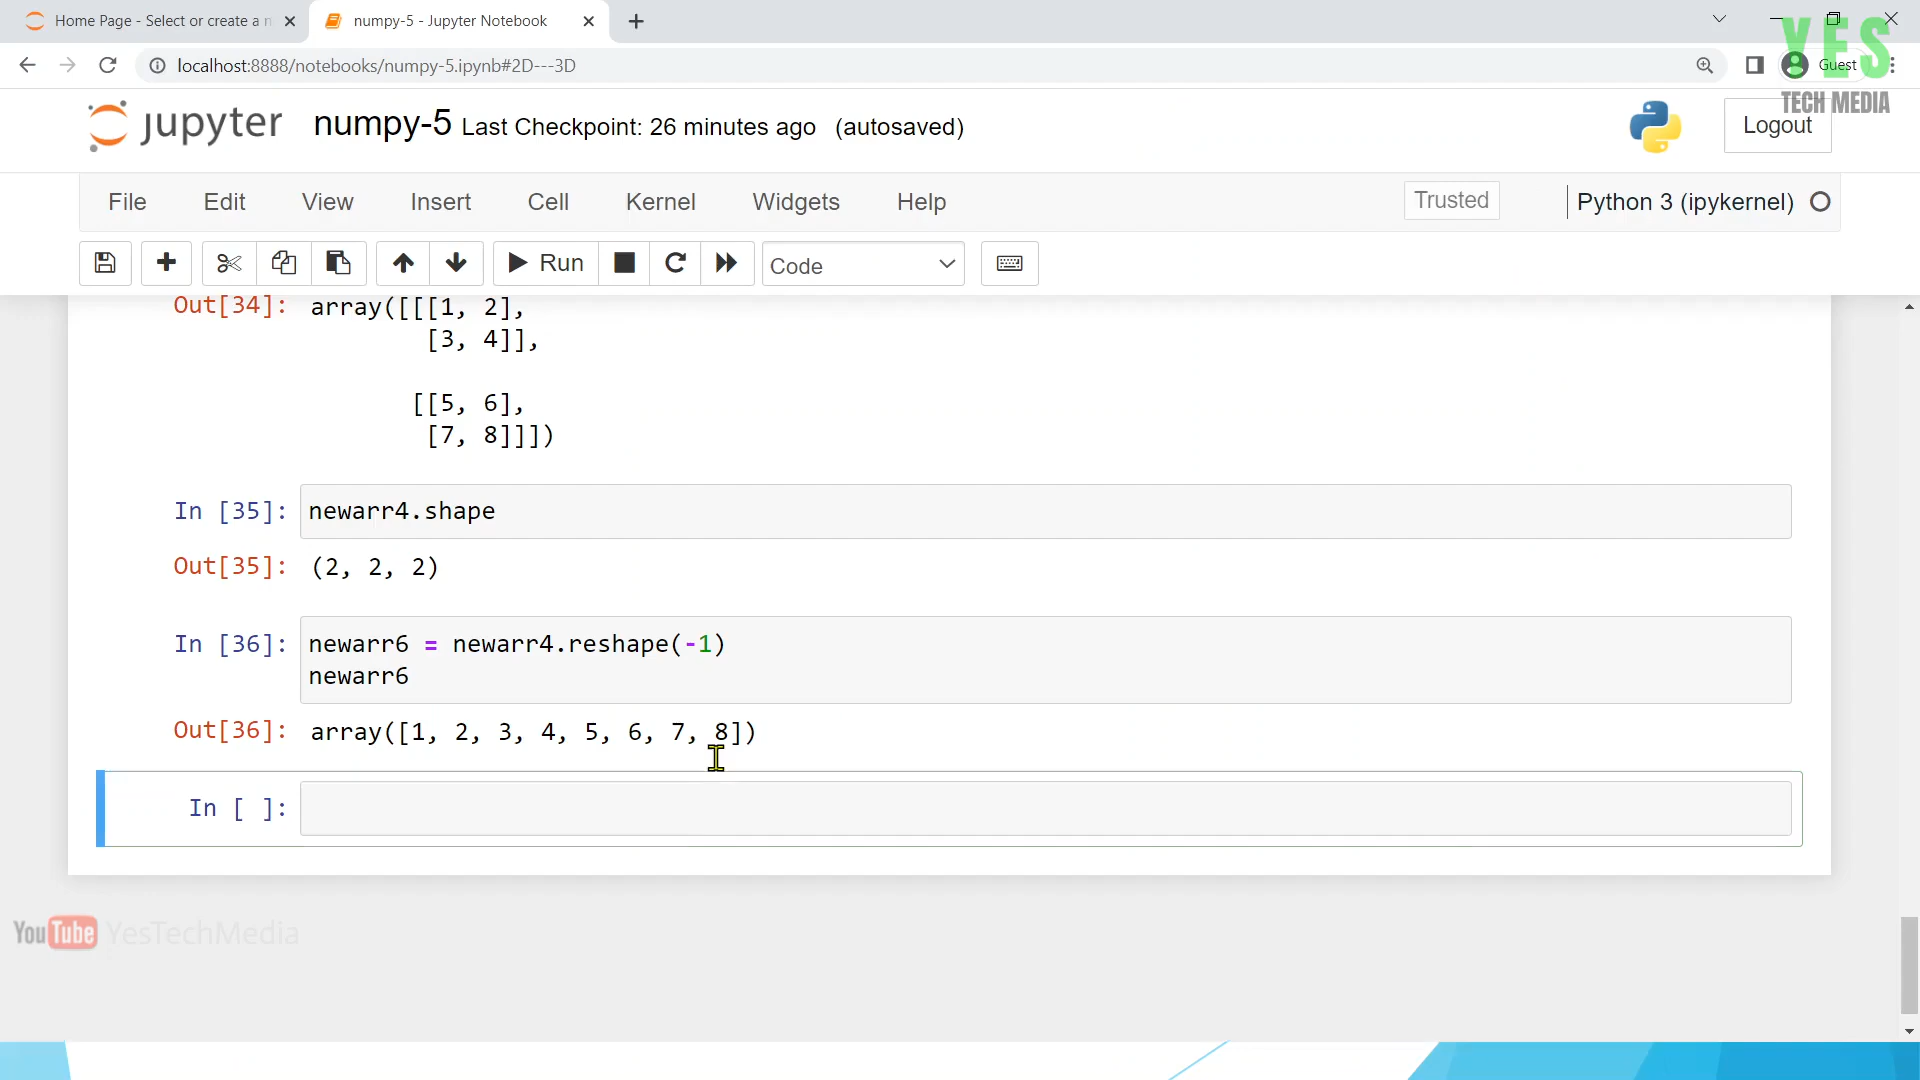 Home Page - Select or create a n
numpy-5 - Jupyter Notebook
localhost:8888/notebooks/numpy-5.ipynb#2D---3D
Guest
YES
TECH MEDIA
jupyter numpy-5 Last Checkpoint: 26 minutes ago (autosaved)
Logout
File Edit View Insert Cell Kernel Widgets Help Trusted Python 3 (ipykernel)
Run Code
Out[34]: array([[[1, 2],
[3, 4]],
[[5, 6],
[7, 8]]])
In [35]: newarr4.shape
Out[35]: (2, 2, 2)
In [36]: newarr6 = newarr4.reshape(-1)
newarr6
Out[36]: array([1, 2, 3, 4, 5, 6, 7, 8])
In [ ]:
YouTube YesTechMedia